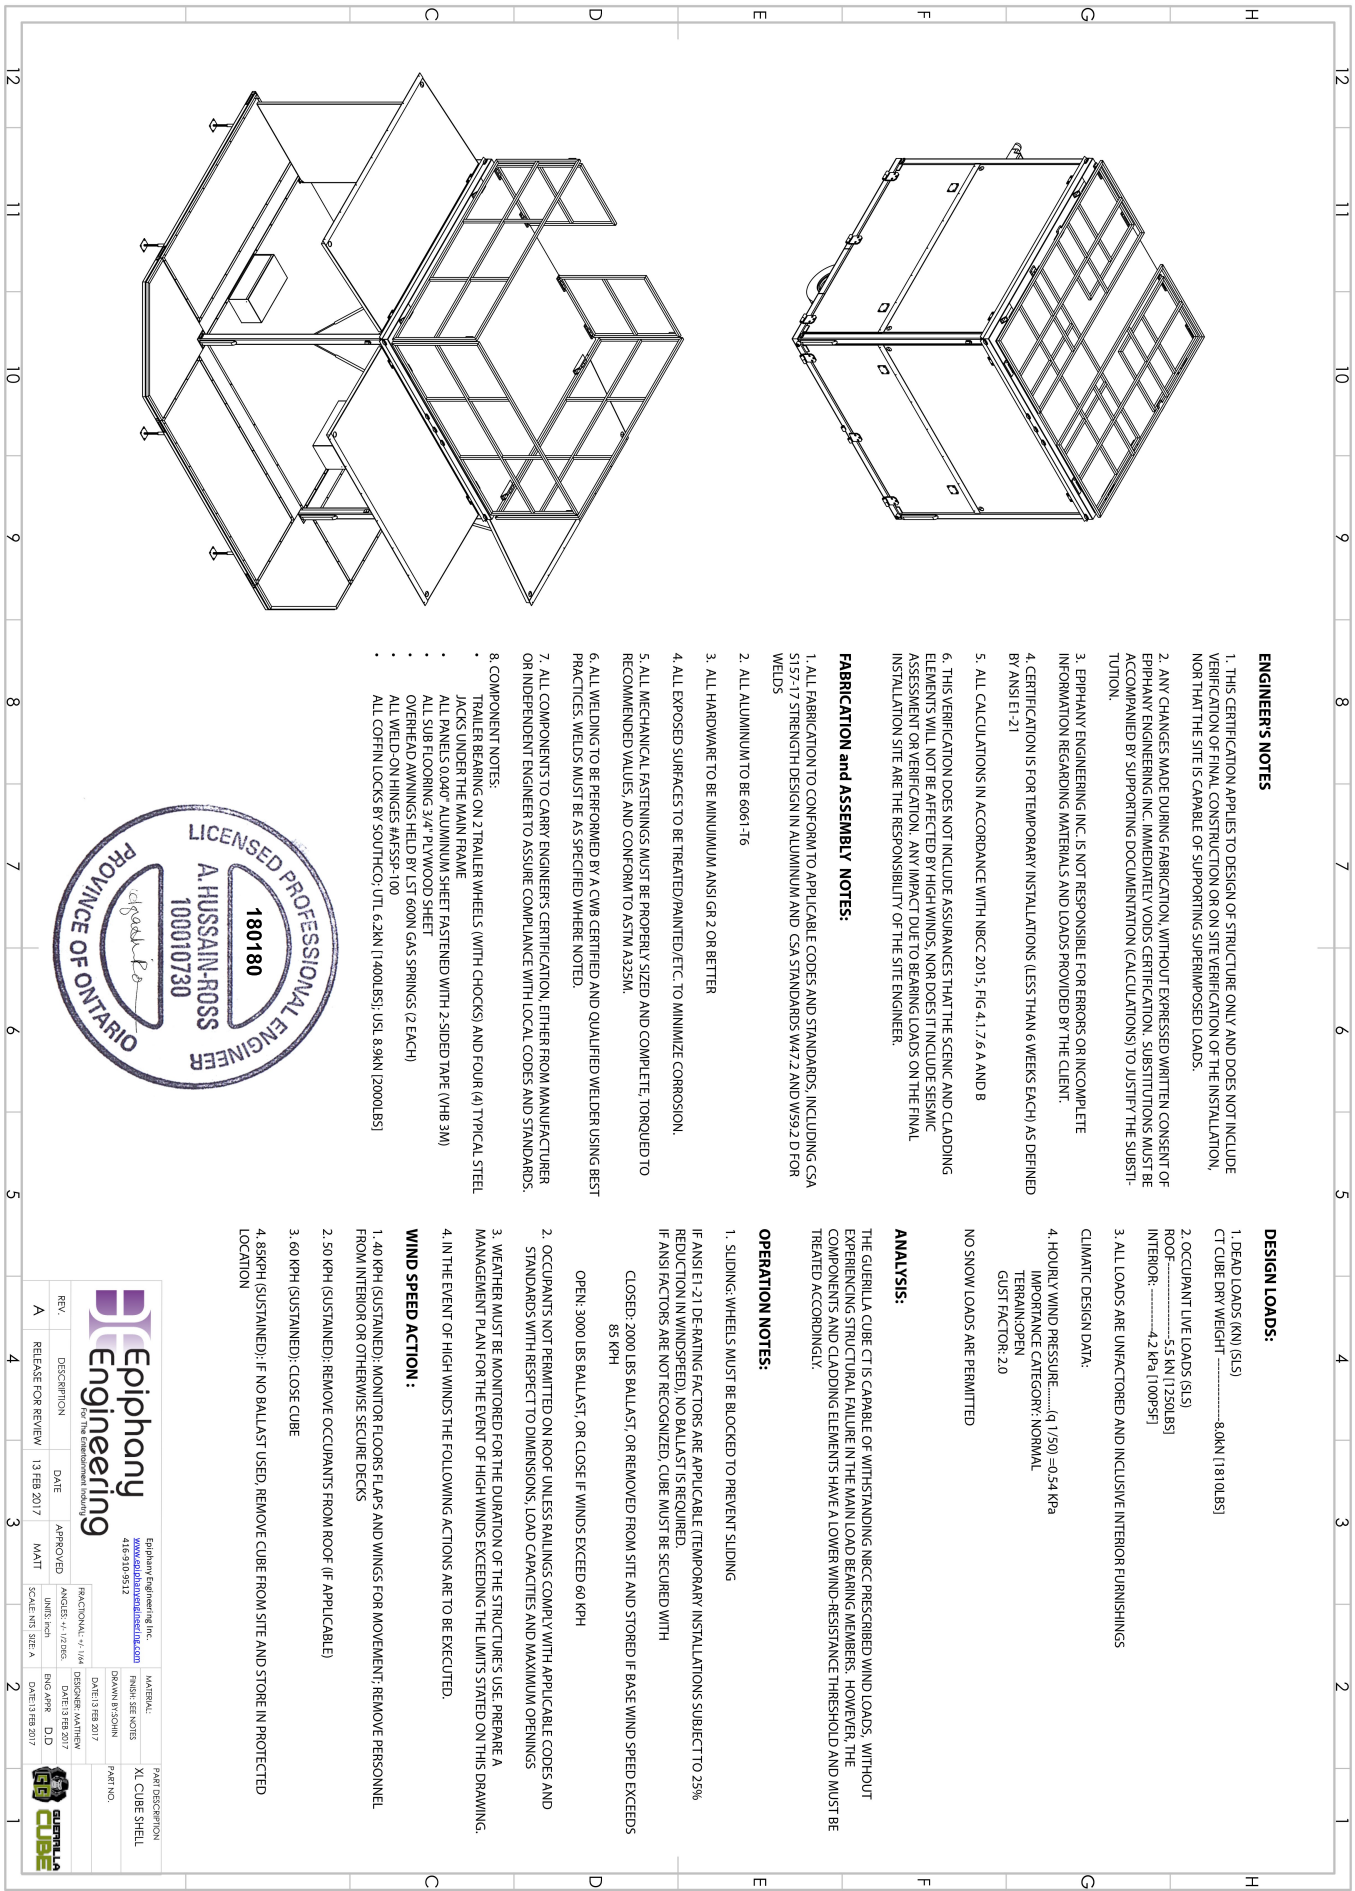 ENGINEER'S NOTES
1. THIS CERTIFICATION APPLIES TO DESIGN OF STRUCTURE ONLY AND DOES NOT INCLUDE
VERIFICATION OF FINAL CONSTRUCTION OR ON SITE VERIFICATION OF THE INSTALLATION,
NOR THAT THE SITE IS CAPABLE OF SUPPORTING SUPERIMPOSED LOADS.
2. ANY CHANGES MADE DURING FABRICATION, WITHOUT EXPRESSED WRITTEN CONSENT OF
EPIPHANY ENGINEERING INC. IMMEDIATELY VOIDS CERTIFICATION. SUBSTITUTIONS MUST BE
ACCOMPANIED BY SUPPORTING DOCUMENTATION (CALCULATIONS) TO JUSTIFY THE SUBSTI-
TUTION.
3. EPIPHANY ENGINEERING INC. IS NOT RESPONSIBLE FOR ERRORS OR INCOMPLETE
INFORMATION REGARDING MATERIALS AND LOADS PROVIDED BY THE CLIENT.
4. CERTIFICATION IS FOR TEMPORARY INSTALLATIONS (LESS THAN 6 WEEKS EACH) AS DEFINED
BY ANSI E1-21
5. ALL CALCULATIONS IN ACCORDANCE WITH NBCC 2015, FIG 4.1.7.6 A AND B
6. THIS VERIFICATION DOES NOT INCLUDE ASSURANCES THAT THE SCENIC AND CLADDING
ELEMENTS WILL NOT BE AFFECTED BY HIGH WINDS, NOR DOES IT INCLUDE SEISMIC
ASSESSMENT OR VERIFICATION. ANY IMPACT DUE TO BEARING LOADS ON THE FINAL
INSTALLATION SITE ARE THE RESPONSIBILITY OF THE SITE ENGINEER.
FABRICATION and ASSEMBLY NOTES:
1. ALL FABRICATION TO CONFORM TO APPLICABLE CODES AND STANDARDS, INCLUDING CSA
S157-17 STRENGTH DESIGN IN ALUMINUM AND CSA STANDARDS W47.2 AND W59.2 D FOR
WELDS
2. ALL ALUMINUM TO BE 6061-T6
3. ALL HARDWARE TO BE MINUIMUM ANSI GR 2 OR BETTER
4. ALL EXPOSED SURFACES TO BE TREATED/PAINTED/ETC. TO MINIMIZE CORROSION.
5. ALL MECHANICAL FASTENINGS MUST BE PROPERLY SIZED AND COMPLETE, TORQUED TO
RECOMMENDED VALUES, AND CONFORM TO ASTM A325M.
6. ALL WELDING TO BE PERFORMED BY A CWB CERTIFIED AND QUALIFIED WELDER USING BEST
PRACTICES. WELDS MUST BE AS SPECIFIED WHERE NOTED.
7. ALL COMPONENTS TO CARRY ENGINEER'S CERTIFICATION, EITHER FROM MANUFACTURER
OR INDEPENDENT ENGINEER TO ASSURE COMPLIANCE WITH LOCAL CODES AND STANDARDS.
8. COMPONENT NOTES:
• TRAILER BEARING ON 2 TRAILER WHEELS (WITH CHOCKS) AND FOUR (4) TYPICAL STEEL
JACKS UNDER THE MAIN FRAME
• ALL PANELS 0.040" ALUMINUM SHEET FASTENED WITH 2-SIDED TAPE (VHB 3M)
• ALL SUB FLOORING 3/4" PLYWOOD SHEET
• OVERHEAD AWNINGS HELD BY LST 600N GAS SPRINGS (2 EACH)
• ALL WELD-ON HINGES #AFSSP-100
• ALL COFFIN LOCKS BY SOUTHCO; UTL 6.2kN [1400LBS]; USL 8.9kN [2000LBS]
LICENSED PROFESSIONAL ENGINEER
180180
A. HUSSAIN-ROSS
100010730
PROVINCE OF ONTARIO
DESIGN LOADS:
1. DEAD LOADS (KN) (SLS)
CT CUBE DRY WEIGHT ----------------8.0kN [1810LBS]
2. OCCUPANT LIVE LOADS (SLS)
ROOF---------------------5.5 kN [1250LBS]
INTERIOR: ------------4.2 kPa [100PSF]
3. ALL LOADS ARE UNFACTORED AND INCLUSIVE INTERIOR FURNISHINGS
CLIMATIC DESIGN DATA:
4. HOURLY WIND PRESSURE........(q 1/50) =0.54 KPa
IMPORTANCE CATEGORY: NORMAL
TERRAIN:OPEN
GUST FACTOR: 2.0
NO SNOW LOADS ARE PERMITTED
ANALYSIS:
THE GUERILLA CUBE CT IS CAPABLE OF WITHSTANDING NBCC PRESCRIBED WIND LOADS, WITHOUT
EXPERIENCING STRUCTURAL FAILURE IN THE MAIN LOAD BEARING MEMBERS. HOWEVER, THE
COMPONENTS AND CLADDING ELEMENTS HAVE A LOWER WIND-RESISTANCE THRESHOLD AND MUST BE
TREATED ACCORDINGLY.
OPERATION NOTES:
1. SLIDING: WHEELS MUST BE BLOCKED TO PREVENT SLIDING
IF ANSI E1-21 DE-RATING FACTORS ARE APPLICABLE (TEMPORARY INSTALLATIONS SUBJECT TO 25%
REDUCTION IN WINDSPEED), NO BALLAST IS REQUIRED.
IF ANSI FACTORS ARE NOT RECOGNIZED, CUBE MUST BE SECURED WITH
CLOSED: 2000 LBS BALLAST, OR REMOVED FROM SITE AND STORED IF BASE WIND SPEED EXCEEDS
85 KPH
OPEN: 3000 LBS BALLAST, OR CLOSE IF WINDS EXCEED 60 KPH
2. OCCUPANTS NOT PERMITTED ON ROOF UNLESS RAILINGS COMPLY WITH APPLICABLE CODES AND
STANDARDS WITH RESPECT TO DIMENSIONS, LOAD CAPACITIES AND MAXIMUM OPENINGS
3. WEATHER MUST BE MONITORED FOR THE DURATION OF THE STRUCTURE'S USE. PREPARE A
MANAGEMENT PLAN FOR THE EVENT OF HIGH WINDS EXCEEDING THE LIMITS STATED ON THIS DRAWING.
4. IN THE EVENT OF HIGH WINDS THE FOLLOWING ACTIONS ARE TO BE EXECUTED.
WIND SPEED ACTION :
1. 40 KPH (SUSTAINED): MONITOR FLOORS FLAPS AND WINGS FOR MOVEMENT; REMOVE PERSONNEL
FROM INTERIOR OR OTHERWISE SECURE DECKS
2. 50 KPH (SUSTAINED): REMOVE OCCUPANTS FROM ROOF (IF APPLICABLE)
3. 60 KPH (SUSTAINED): CLOSE CUBE
4. 85KPH (SUSTAINED): IF NO BALLAST USED, REMOVE CUBE FROM SITE AND STORE IN PROTECTED
LOCATION
Epiphany
Engineering
For The Entertainment Industry
Epiphany Engineering Inc.
www.epiphanyengineering.com
416-910-9512
REV. DESCRIPTION DATE APPROVED
A RELEASE FOR REVIEW 13 FEB 2017 MATT
FRACTIONAL: +/- 1/64
ANGLES: +/- 1/2 DEG.
UNITS: inch
SCALE: NTS SIZE: A
MATERIAL:
FINISH: SEE NOTES
DRAWN BY:SOHIN
DATE:13 FEB 2017
DESIGNER: MATTHEW
DATE:13 FEB 2017
ENG APPR D.D
DATE:13 FEB 2017
PART DESCRIPTION
XL CUBE SHELL
PART NO.
GG
GUERRILLA
CUBE
12 11 10 9 8 7 6 5 4 3 2 1
H G F E D C
12 11 10 9 8 7 6 5 4 3 2 1
H G F E D C